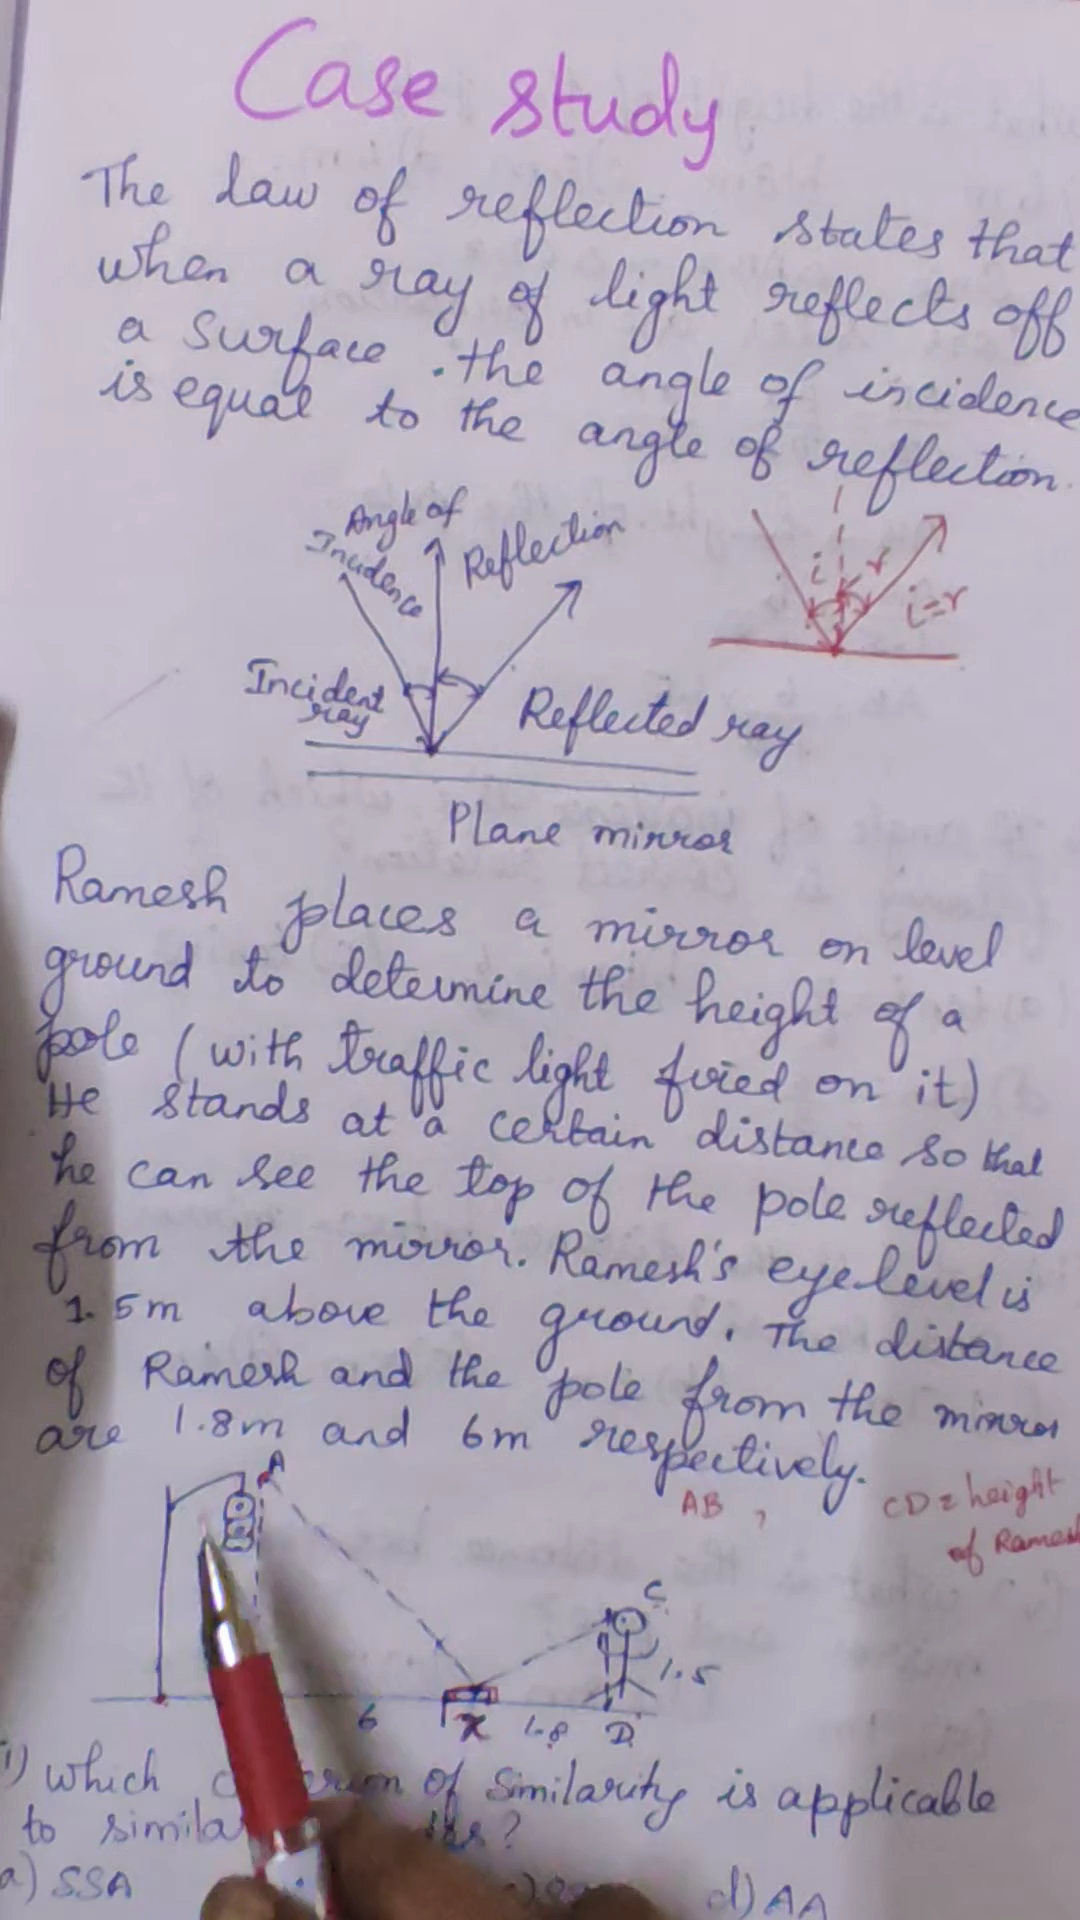 Case study
The law of reflection states that
when a ray of light reflects off
a surface. the angle of incidence
is equal to the angle of reflection.
Angle of
Incidence Reflection
i r
i=r
Incident
ray
Reflected ray
Plane mirror
Ramesh places a mirror on level
ground to determine the height of a
pole (with traffic light fixed on it)
He stands at a certain distance so that
he can see the top of the pole reflected
from the mirror. Ramesh's eye level is
1.5m above the ground. The distance
of Ramesh and the pole from the mirror
are 1.8m and 6m respectively.
AB, CD = height
of Ramesh
A
C
1.5
6 X 1.8 D
i) Which of similarity is applicable
to similar ?
a) SSA d) AA